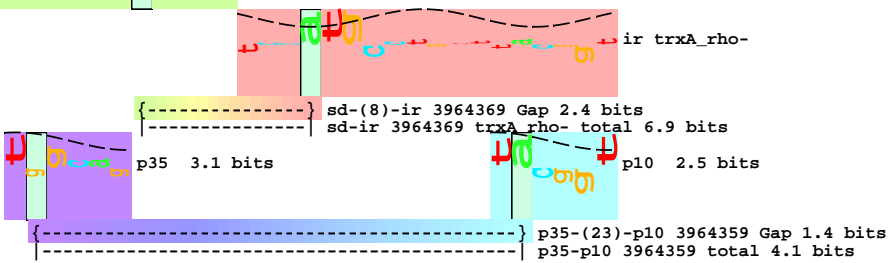 t a t g c c t g t t a c g t ir trxA_rho-
{----------------} sd-(8)-ir 3964369 Gap 2.4 bits
|----------------| sd-ir 3964369 trxA_rho- total 6.9 bits
t g g c a g p35 3.1 bits t a c g g t p10 2.5 bits
{----------------------------------------------} p35-(23)-p10 3964359 Gap 1.4 bits
|----------------------------------------------| p35-p10 3964359 total 4.1 bits